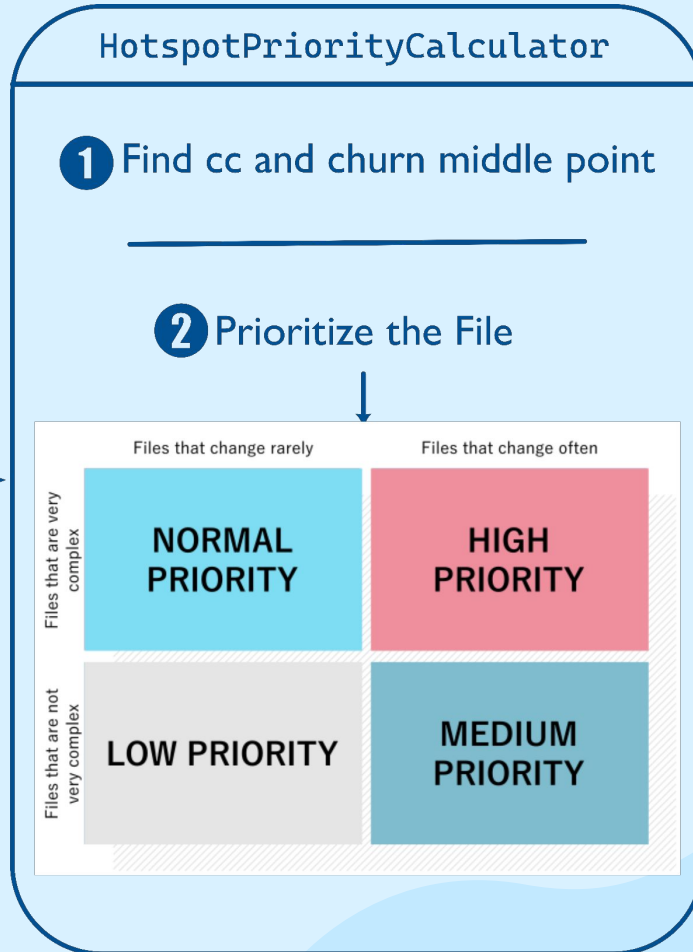 HotspotPriorityCalculator
1 Find cc and churn middle point
2 Prioritize the File
Files that change rarely
Files that change often
Files that are very
complex
NORMAL
PRIORITY
HIGH
PRIORITY
Files that are not
very complex
LOW PRIORITY
MEDIUM
PRIORITY